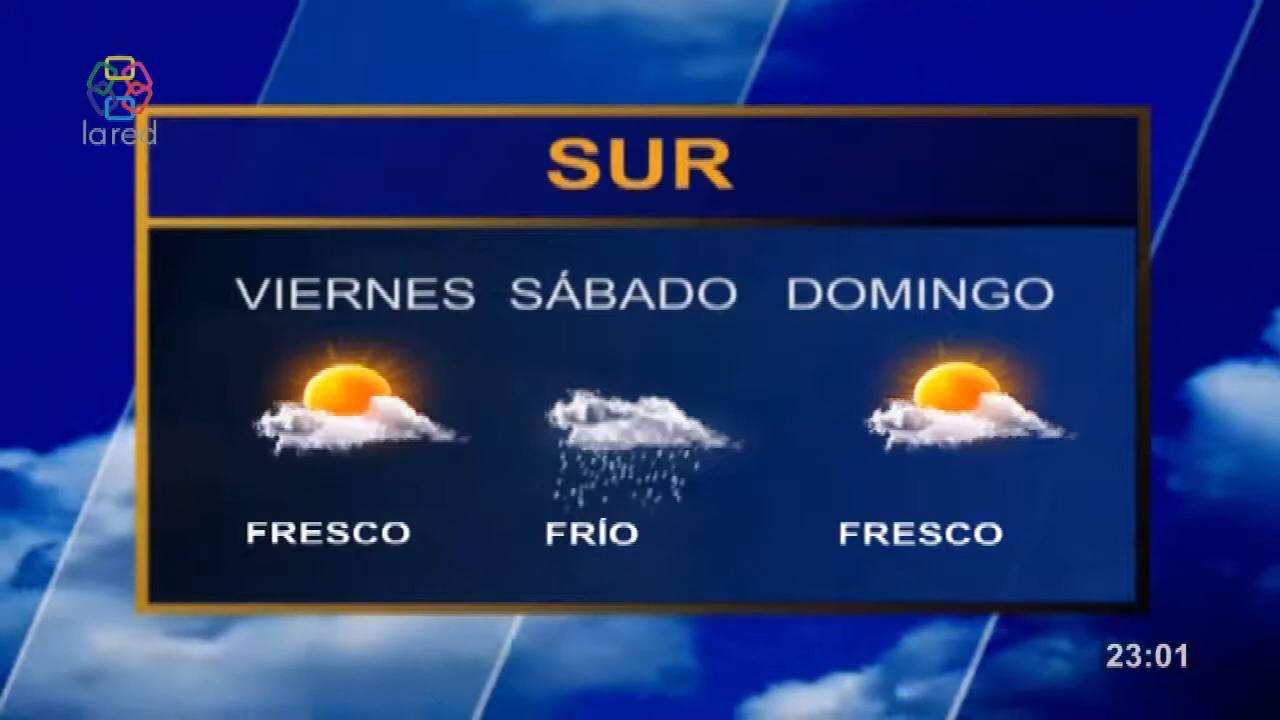 lared
SUR
VIERNES SÁBADO DOMINGO
FRESCO FRÍO FRESCO
23:01